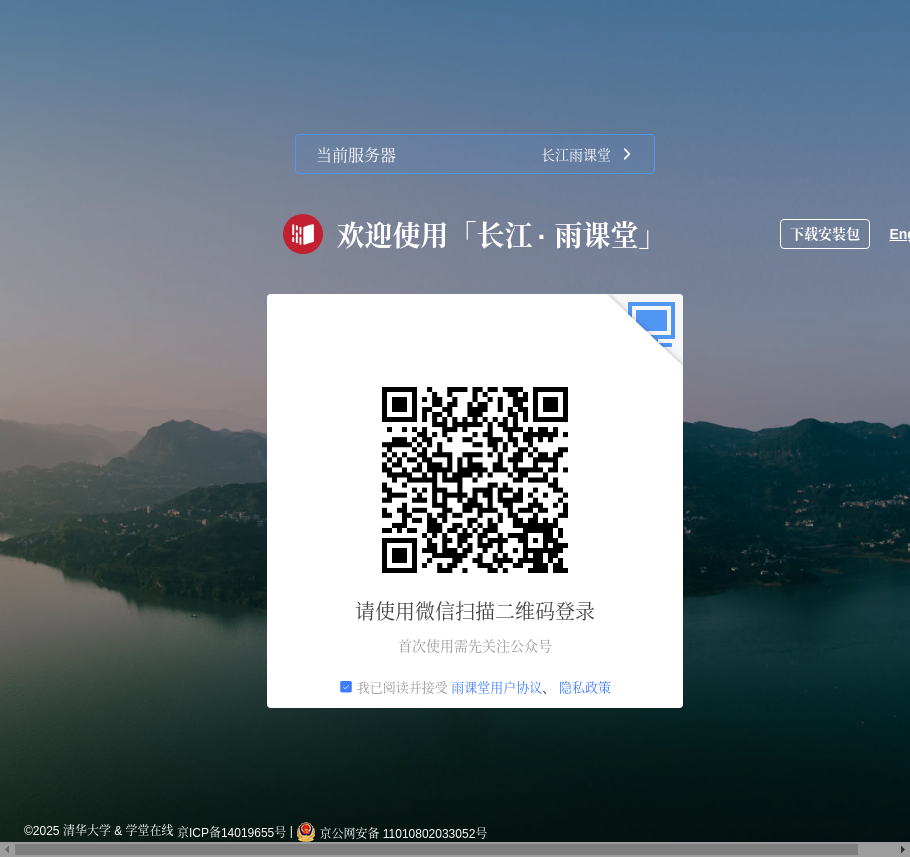 当前服务器 长江雨课堂
欢迎使用「长江 · 雨课堂」
下载安装包
请使用微信扫描二维码登录
首次使用需先关注公众号
我已阅读并接受 雨课堂用户协议、 隐私政策
©2025 清华大学 & 学堂在线 京ICP备14019655号 | 京公网安备 11010802033052号